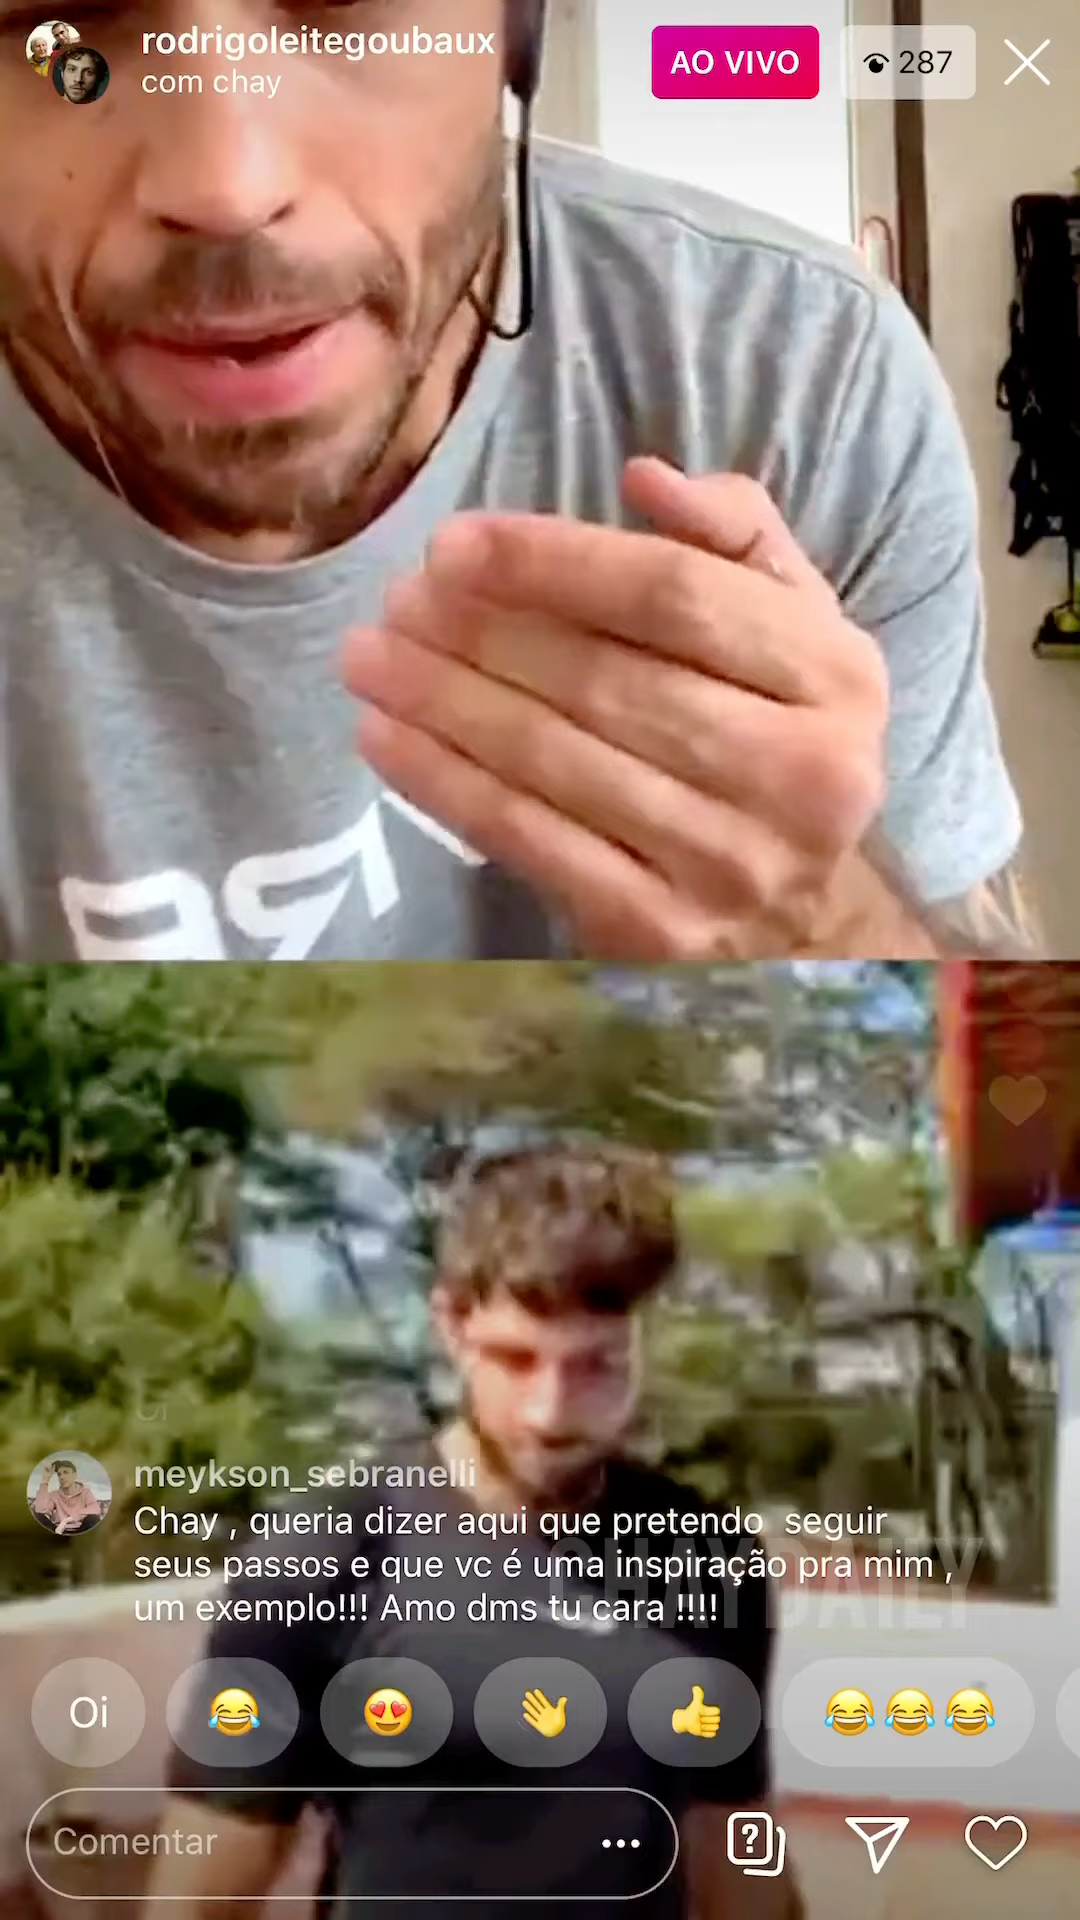 rodrigoleitegoubaux
com chay
AO VIVO
287
meykson_sebranelli
Chay , queria dizer aqui que pretendo seguir
seus passos e que vc é uma inspiração pra mim ,
um exemplo!!! Amo dms tu cara !!!!
CHAYDAILY
Oi 😂 😍 👋 👍 😂😂😂
Comentar